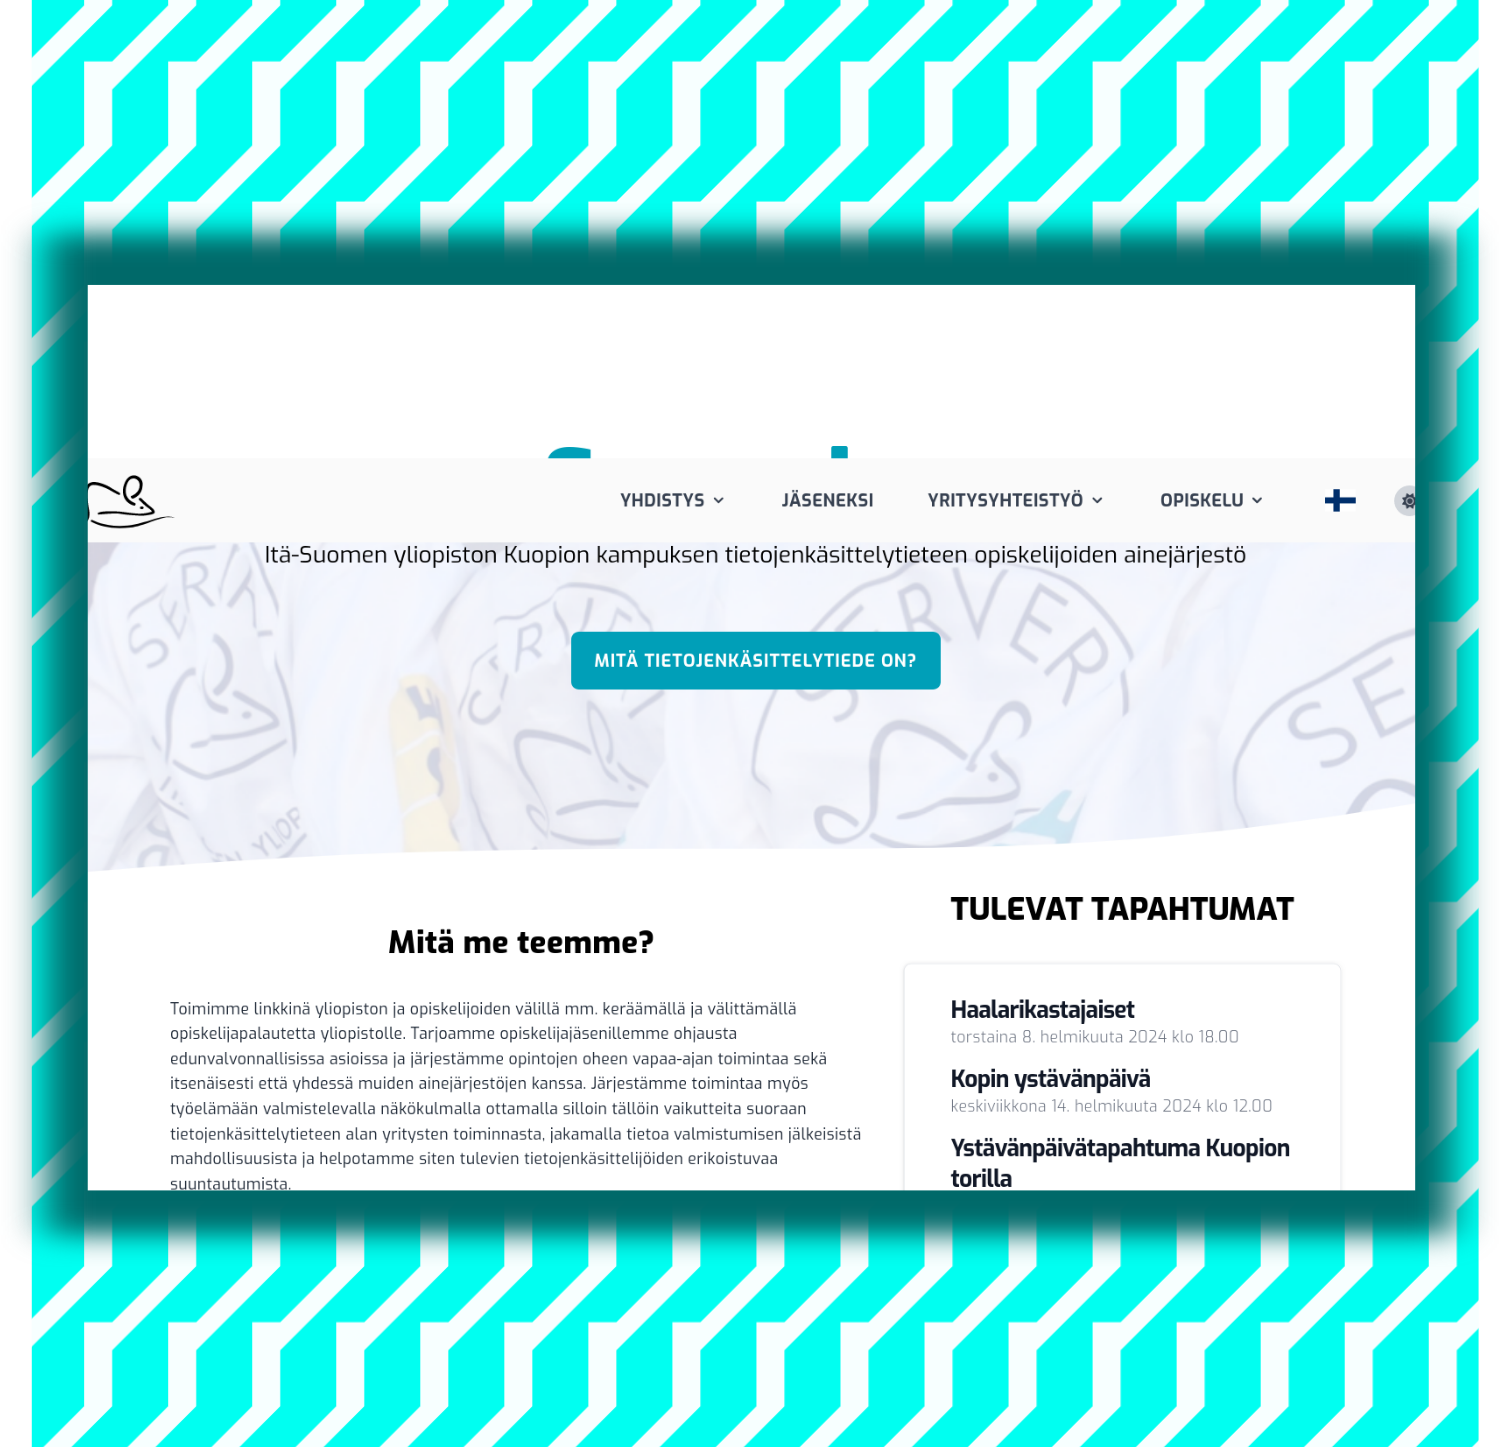 YHDISTYS
JÄSENEKSI
YRITYSYHTEISTYÖ
OPISKELU
Itä-Suomen yliopiston Kuopion kampuksen tietojenkäsittelytieteen opiskelijoiden ainejärjestö
SERVER
MITÄ TIETOJENKÄSITTELYTIEDE ON?
Mitä me teemme?
Toimimme linkkinä yliopiston ja opiskelijoiden välillä mm. keräämällä ja välittämällä
opiskelijapalautetta yliopistolle. Tarjoamme opiskelijajäsenillemme ohjausta
edunvalvonnallisissa asioissa ja järjestämme opintojen oheen vapaa-ajan toimintaa sekä
itsenäisesti että yhdessä muiden ainejärjestöjen kanssa. Järjestämme toimintaa myös
työelämään valmistelevalla näkökulmalla ottamalla silloin tällöin vaikutteita suoraan
tietojenkäsittelytieteen alan yritysten toiminnasta, jakamalla tietoa valmistumisen jälkeisistä
mahdollisuusista ja helpotamme siten tulevien tietojenkäsittelijöiden erikoistuvaa
suuntautumista.
TULEVAT TAPAHTUMAT
Haalarikastajaiset
torstaina 8. helmikuuta 2024 klo 18.00
Kopin ystävänpäivä
keskiviikkona 14. helmikuuta 2024 klo 12.00
Ystävänpäivätapahtuma Kuopion
torilla